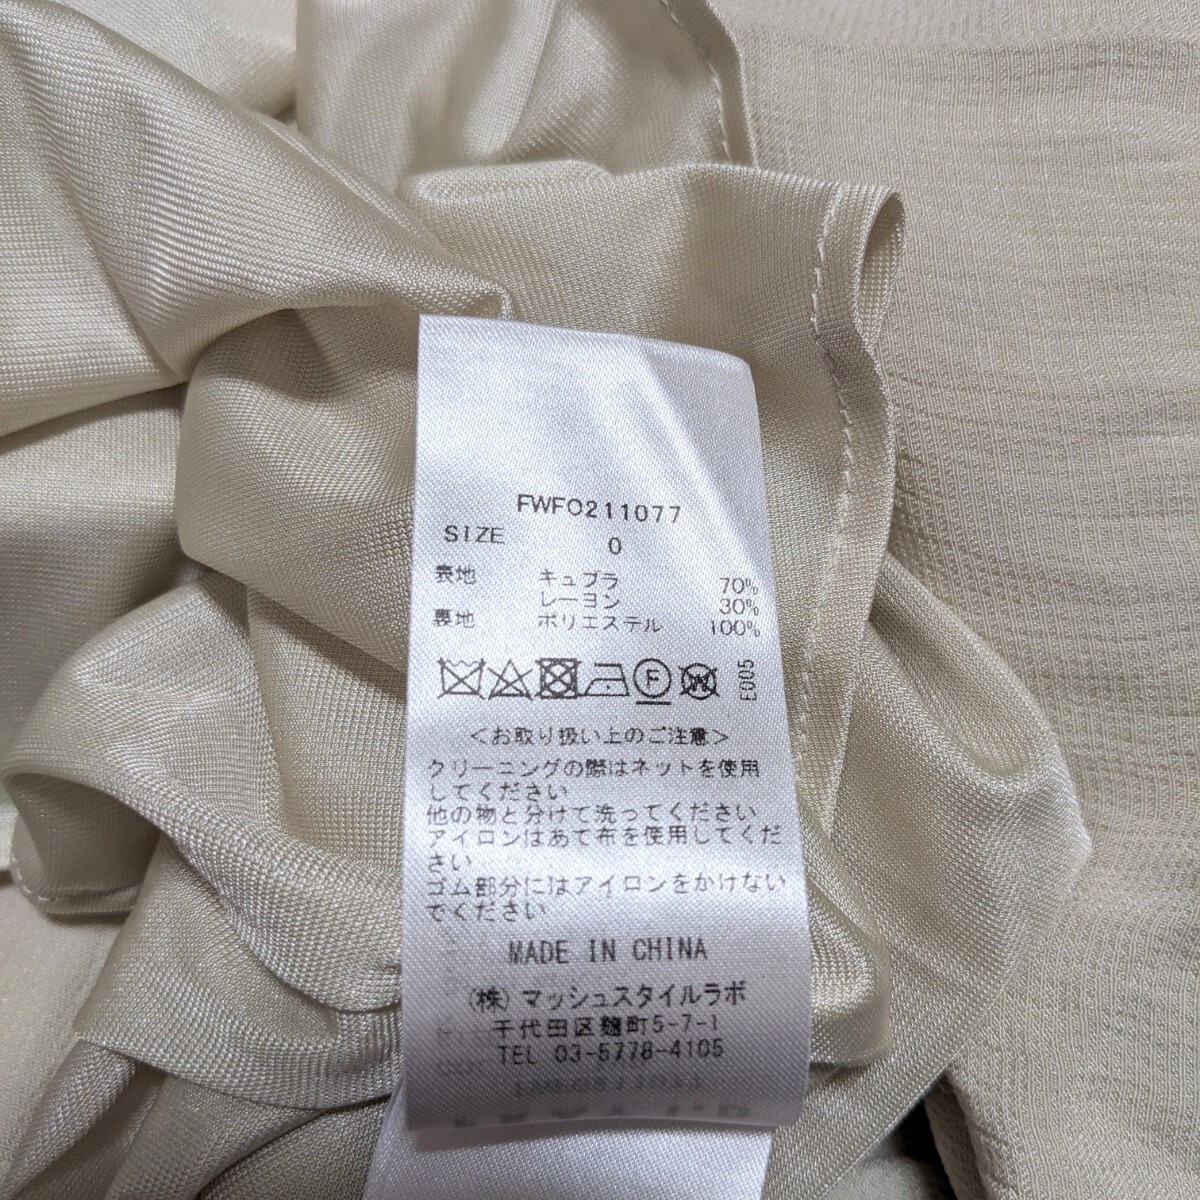 FWFO211077
SIZE 0
表地 キュプラ 70%
レーヨン 30%
裏地 ポリエステル 100%
F W E005
<お取り扱い上のご注意>
クリーニングの際はネットを使用
してください
他の物と分けて洗ってください
アイロンはあて布を使用してくだ
さい
ゴム部分にはアイロンをかけない
でください
MADE IN CHINA
(株)マッシュスタイルラボ
千代田区麹町5-7-1
TEL 03-5778-4105